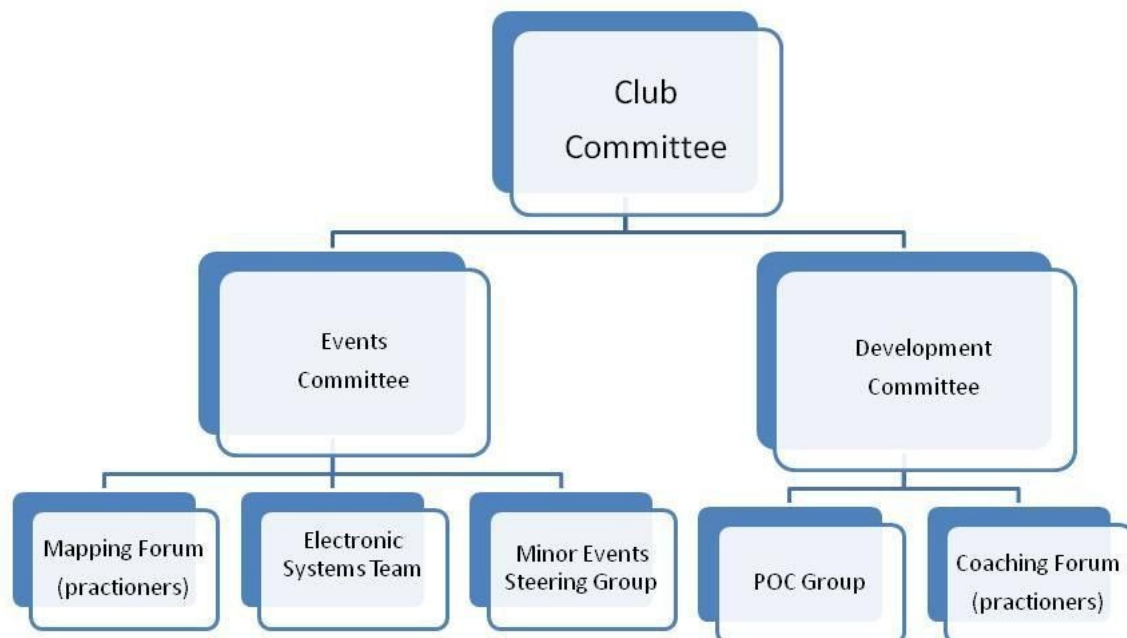 Club
Committee
Events
Committee
Development
Committee
Mapping Forum
(practioners)
Electronic
Systems Team
Minor Events
Steering Group
POC Group
Coaching Forum
(practioners)